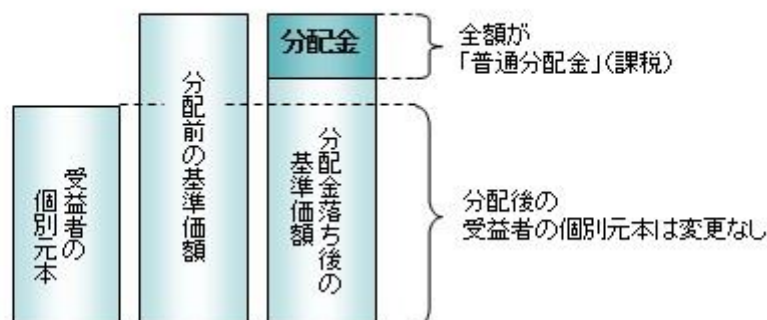 分配金
全額が
「普通分配金」(課税)
受益者の
個別元本
分配前の基準価額
分配金落ち後の
基準価額
分配後の
受益者の個別元本は変更なし